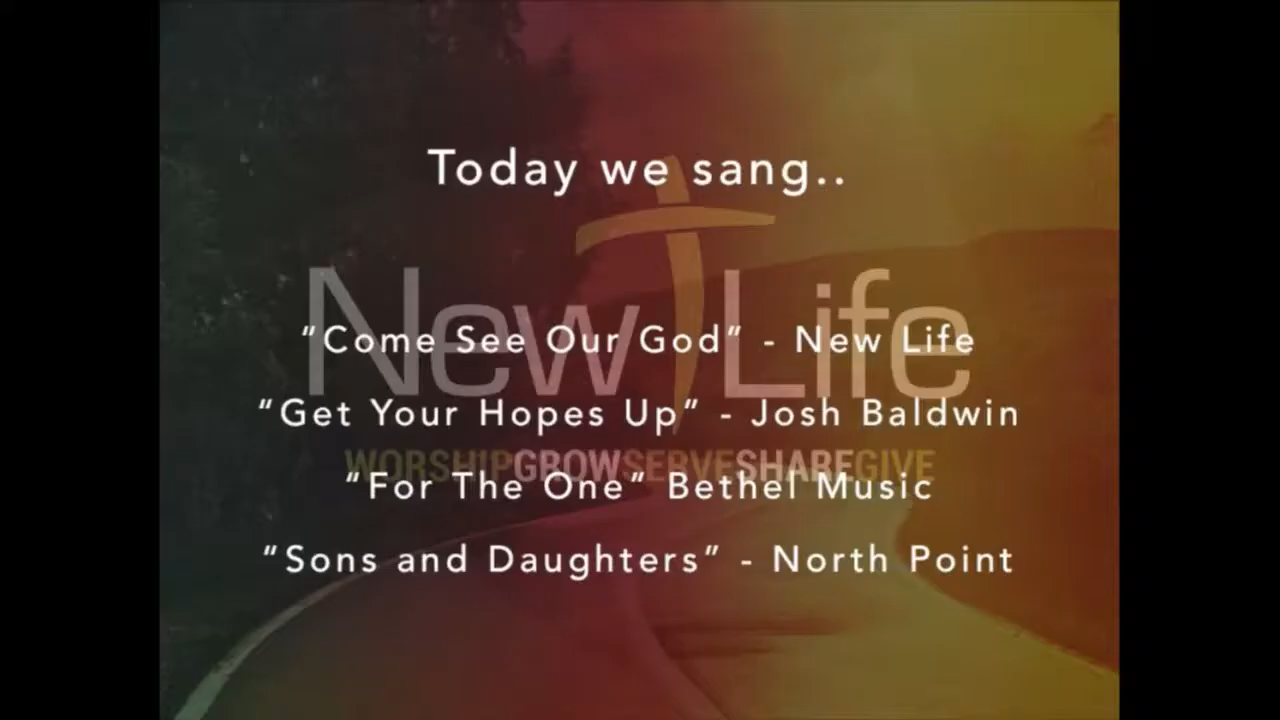 Today we sang..
New Life
“Come See Our God” - New Life
“Get Your Hopes Up” - Josh Baldwin
WORSHIPGROWSERVESHAREGIVE
“For The One” Bethel Music
“Sons and Daughters” - North Point